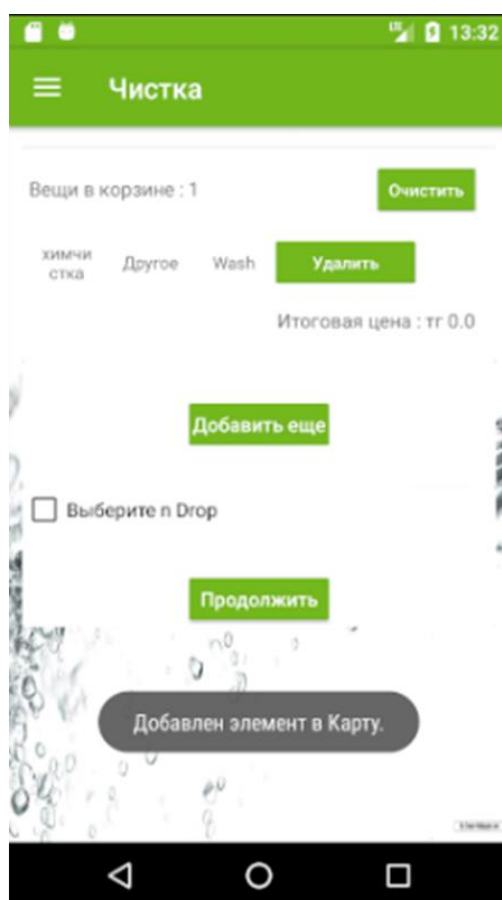 LTE 13:32
Чистка
Вещи в корзине : 1
Очистить
химчи
стка
Другое
Wash
Удалить
Итоговая цена : тг 0.0
Добавить еще
Выберите n Drop
Продолжить
Добавлен элемент в Карту.